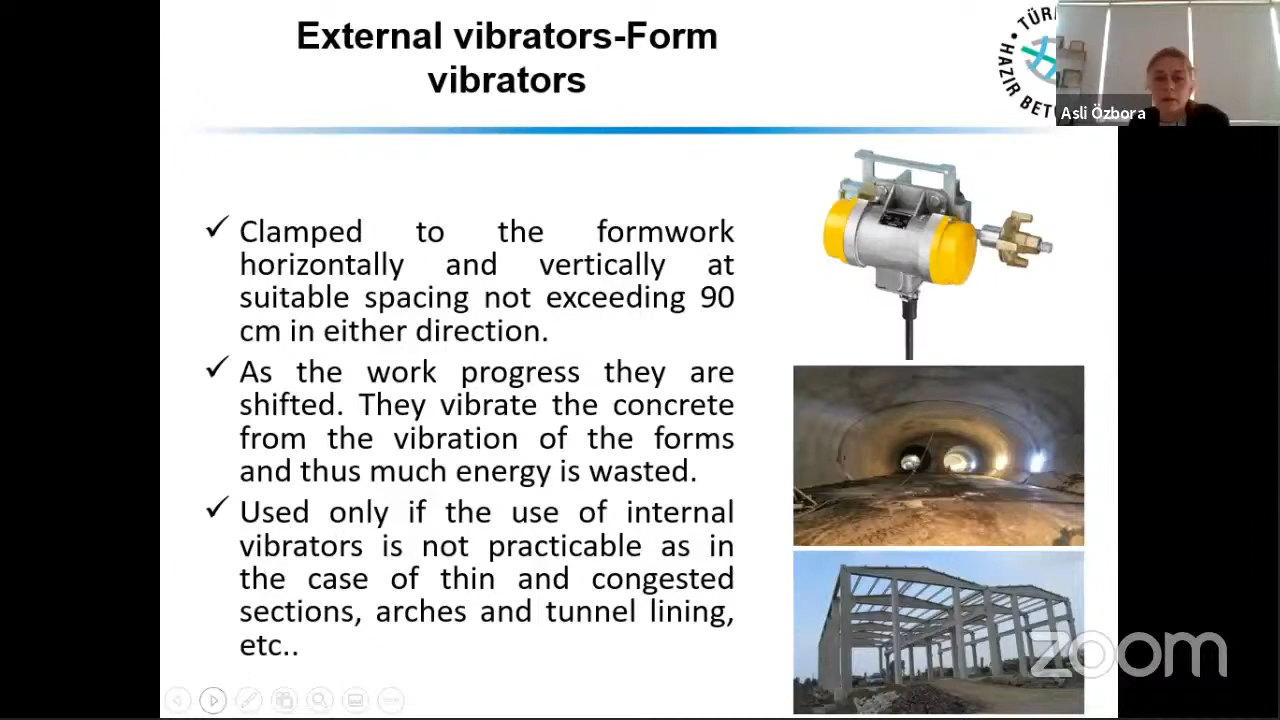 External vibrators-Form
vibrators
TÜR
HAZIR BET
Asli Özbora
✓ Clamped to the formwork
horizontally and vertically at
suitable spacing not exceeding 90
cm in either direction.
✓ As the work progress they are
shifted. They vibrate the concrete
from the vibration of the forms
and thus much energy is wasted.
✓ Used only if the use of internal
vibrators is not practicable as in
the case of thin and congested
sections, arches and tunnel lining,
etc..
zoom